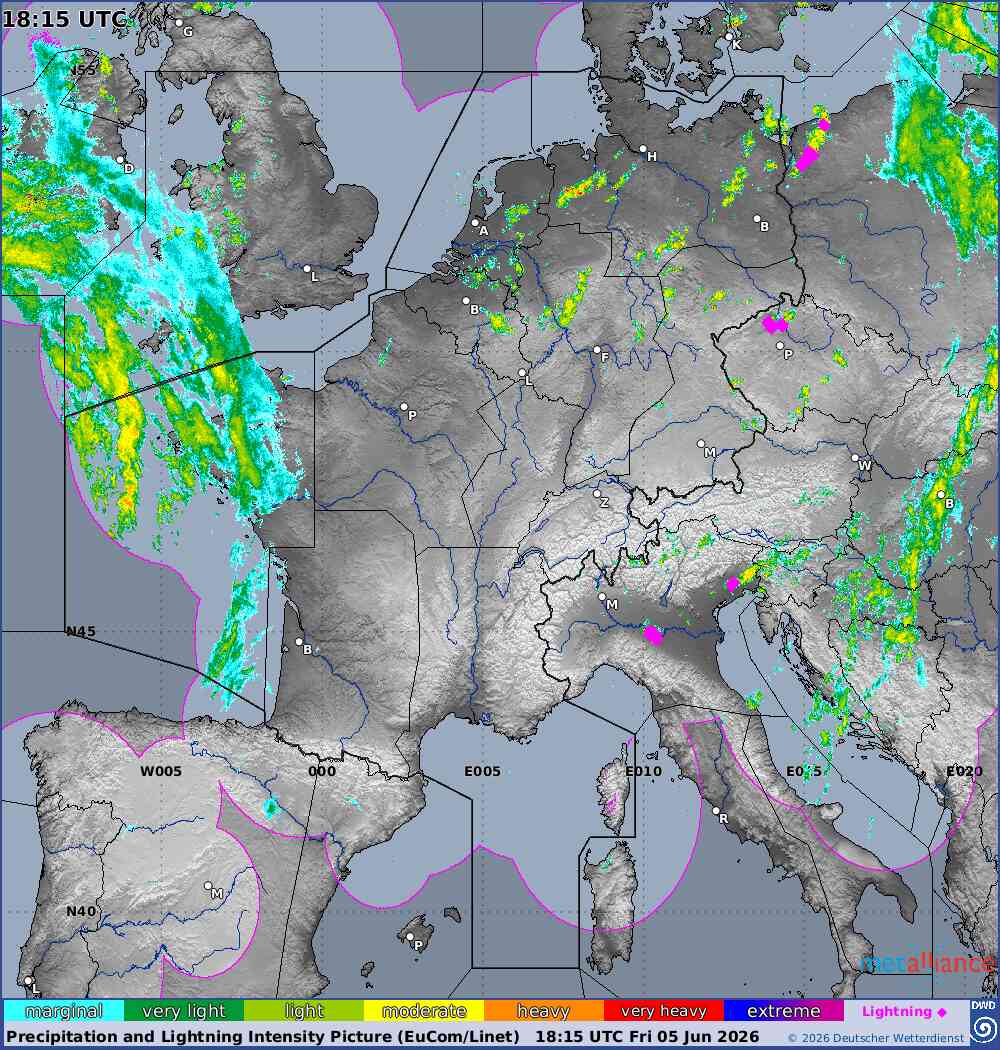 18:15 UTC
G
K
N55
D
H
A
B
L
B
F
P
L
P
M
W
Z
B
M
N45
B
W005
000
E005
E010
E015
E020
R
M
N40
P
L
metalliance
marginal very light light moderate heavy very heavy extreme Lightning ◆
DWD
Precipitation and Lightning Intensity Picture (EuCom/Linet) 18:15 UTC Fri 05 Jun 2026 © 2026 Deutscher Wetterdienst